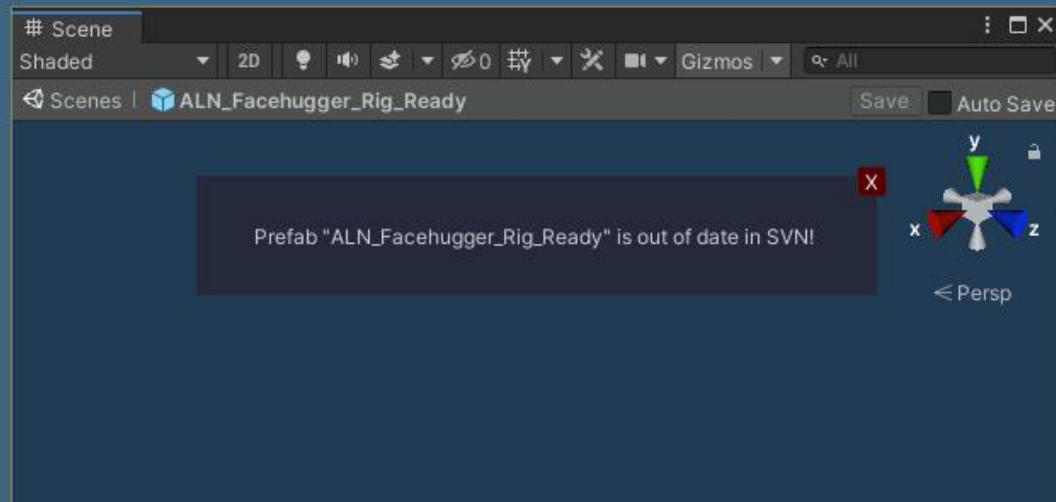 Scene
Shaded 2D 0 Gizmos All
Scenes ALN_Facehugger_Rig_Ready Save Auto Save
y
X
Prefab "ALN_Facehugger_Rig_Ready" is out of date in SVN!
x z
< Persp